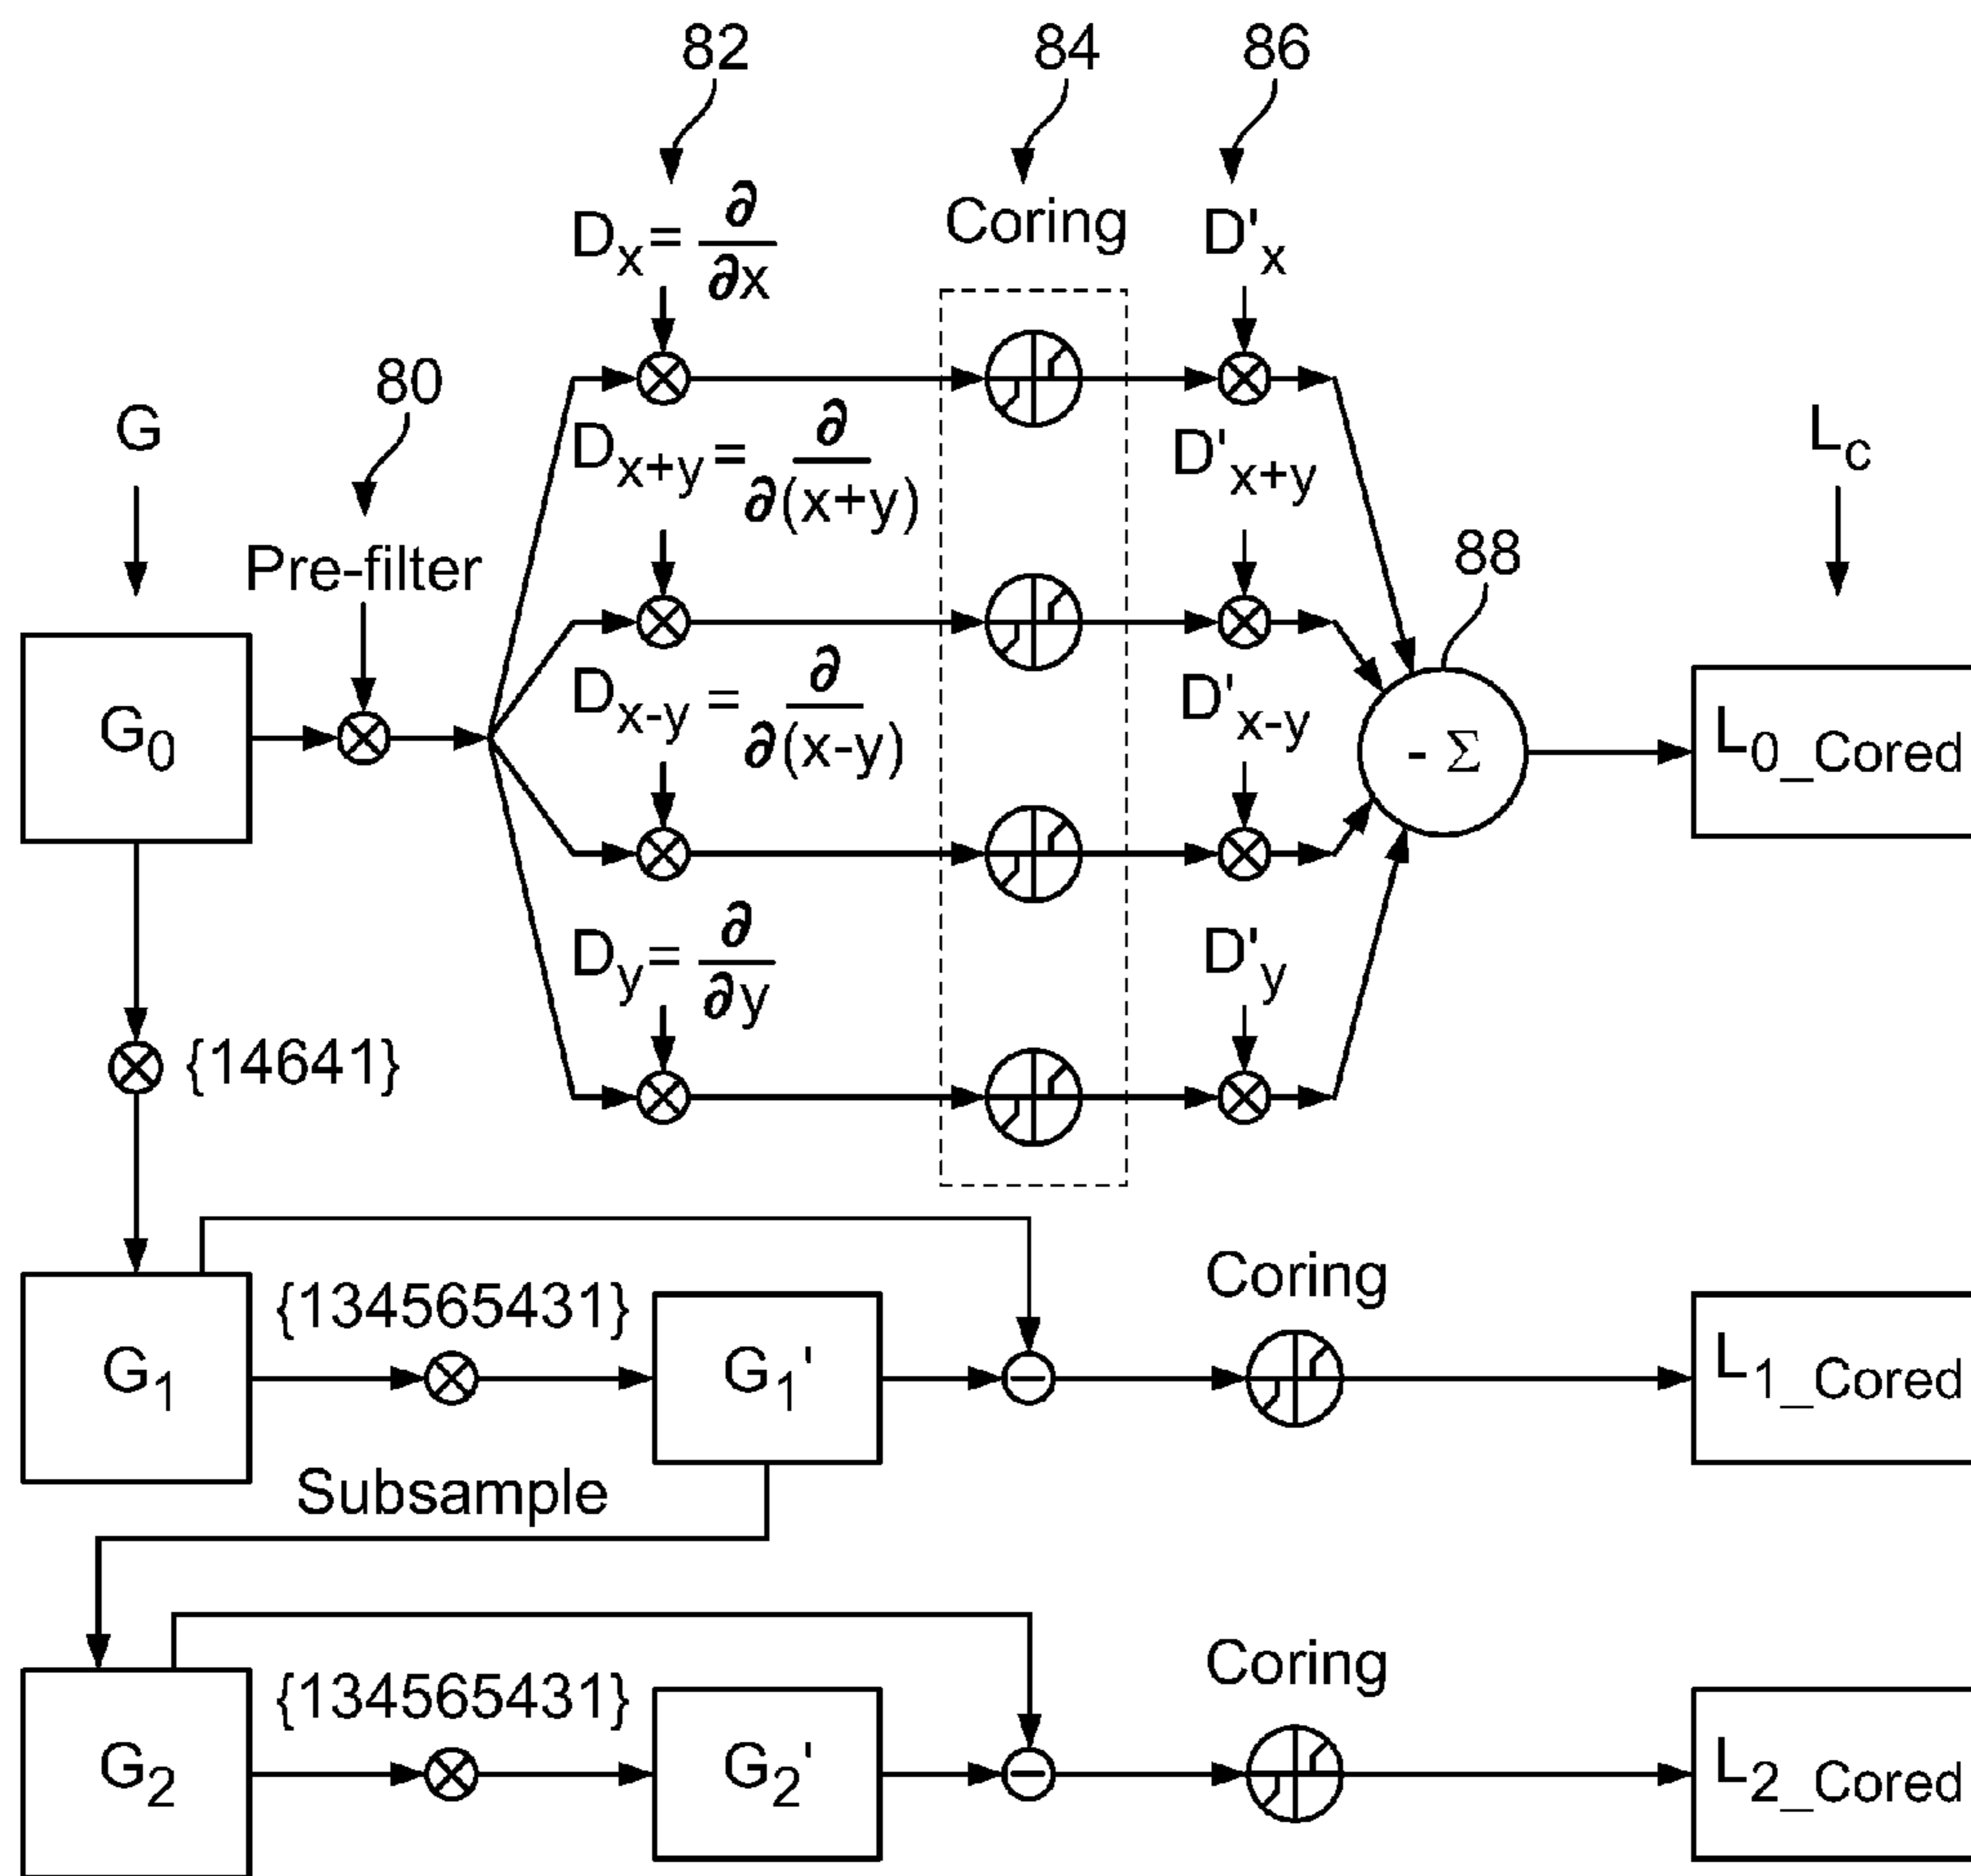 82
84
86
Dx = ∂/∂x
Coring
D'x
80
G
Dx+y = ∂/∂(x+y)
D'x+y
Lc
Pre-filter
88
G0
Dx-y = ∂/∂(x-y)
D'x-y
- Σ
L0_Cored
Dy = ∂/∂y
D'y
{14641}
G1
{134565431}
G1'
Coring
L1_Cored
Subsample
G2
{134565431}
G2'
Coring
L2_Cored